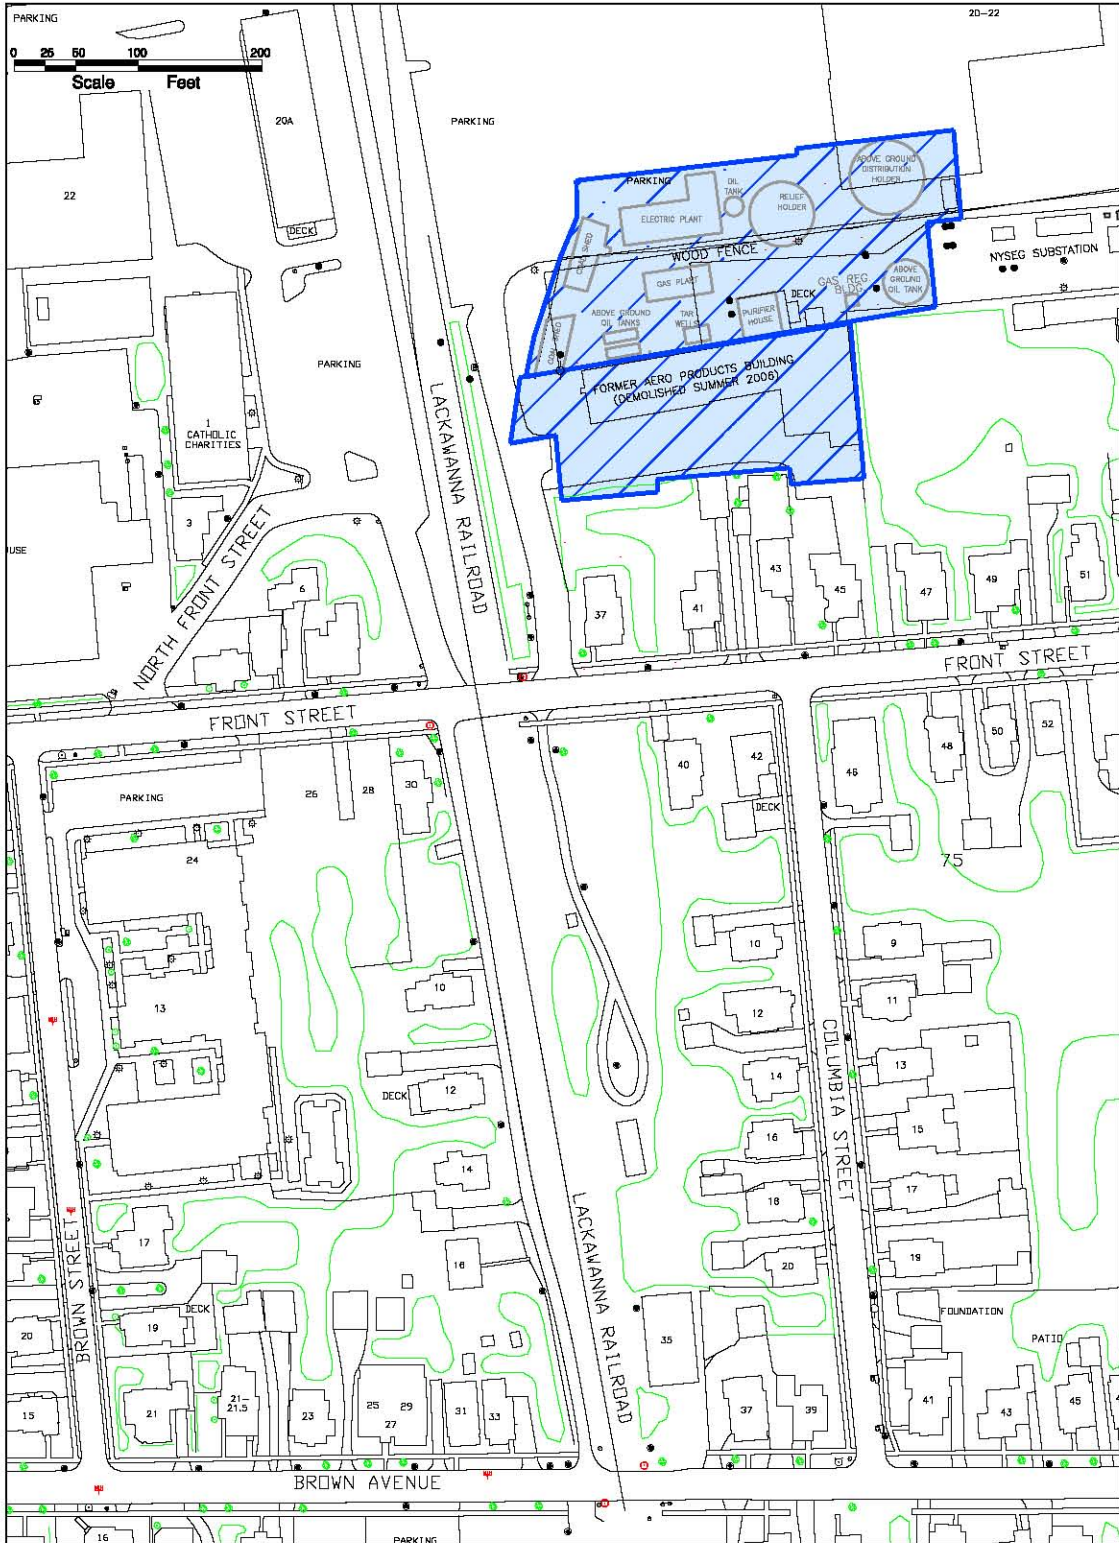 PARKING
20-22
0 25 50 100 200
Scale Feet
20A
PARKING
22
DECK
PARKING
ABOVE GROUND
DISTRIBUTION
HOLDER
OIL
TANK
RELIEF
HOLDER
ELECTRIC PLANT
COAL SHED
WOOD FENCE
NYSEG SUBSTATION
GAS PLANT
GAS REG
BLDG
ABOVE
GROUND
OIL TANK
DECK
ABOVE GROUND
OIL TANKS
TAR
WELLS
PURIFIER
HOUSE
COAL SHED
PARKING
FORMER AERO PRODUCTS BUILDING
(DEMOLISHED SUMMER 2006)
LACKAWANNA RAILROAD
1
CATHOLIC
CHARITIES
3
USE
NORTH FRONT STREET
6
37
41
43
45
47
49
51
FRONT STREET
FRONT STREET
PARKING
26
28
30
40
42
DECK
46
48
50
52
24
75
10
9
13
10
12
11
COLUMBIA STREET
DECK
12
14
13
16
15
14
18
17
LACKAWANNA RAILROAD
17
16
20
19
BROWN STREET
DECK
19
20
35
FOUNDATION
PATIO
15
21
21-
21.5
23
25
29
27
31
33
37
39
41
43
45
4
BROWN AVENUE
16
PARKING